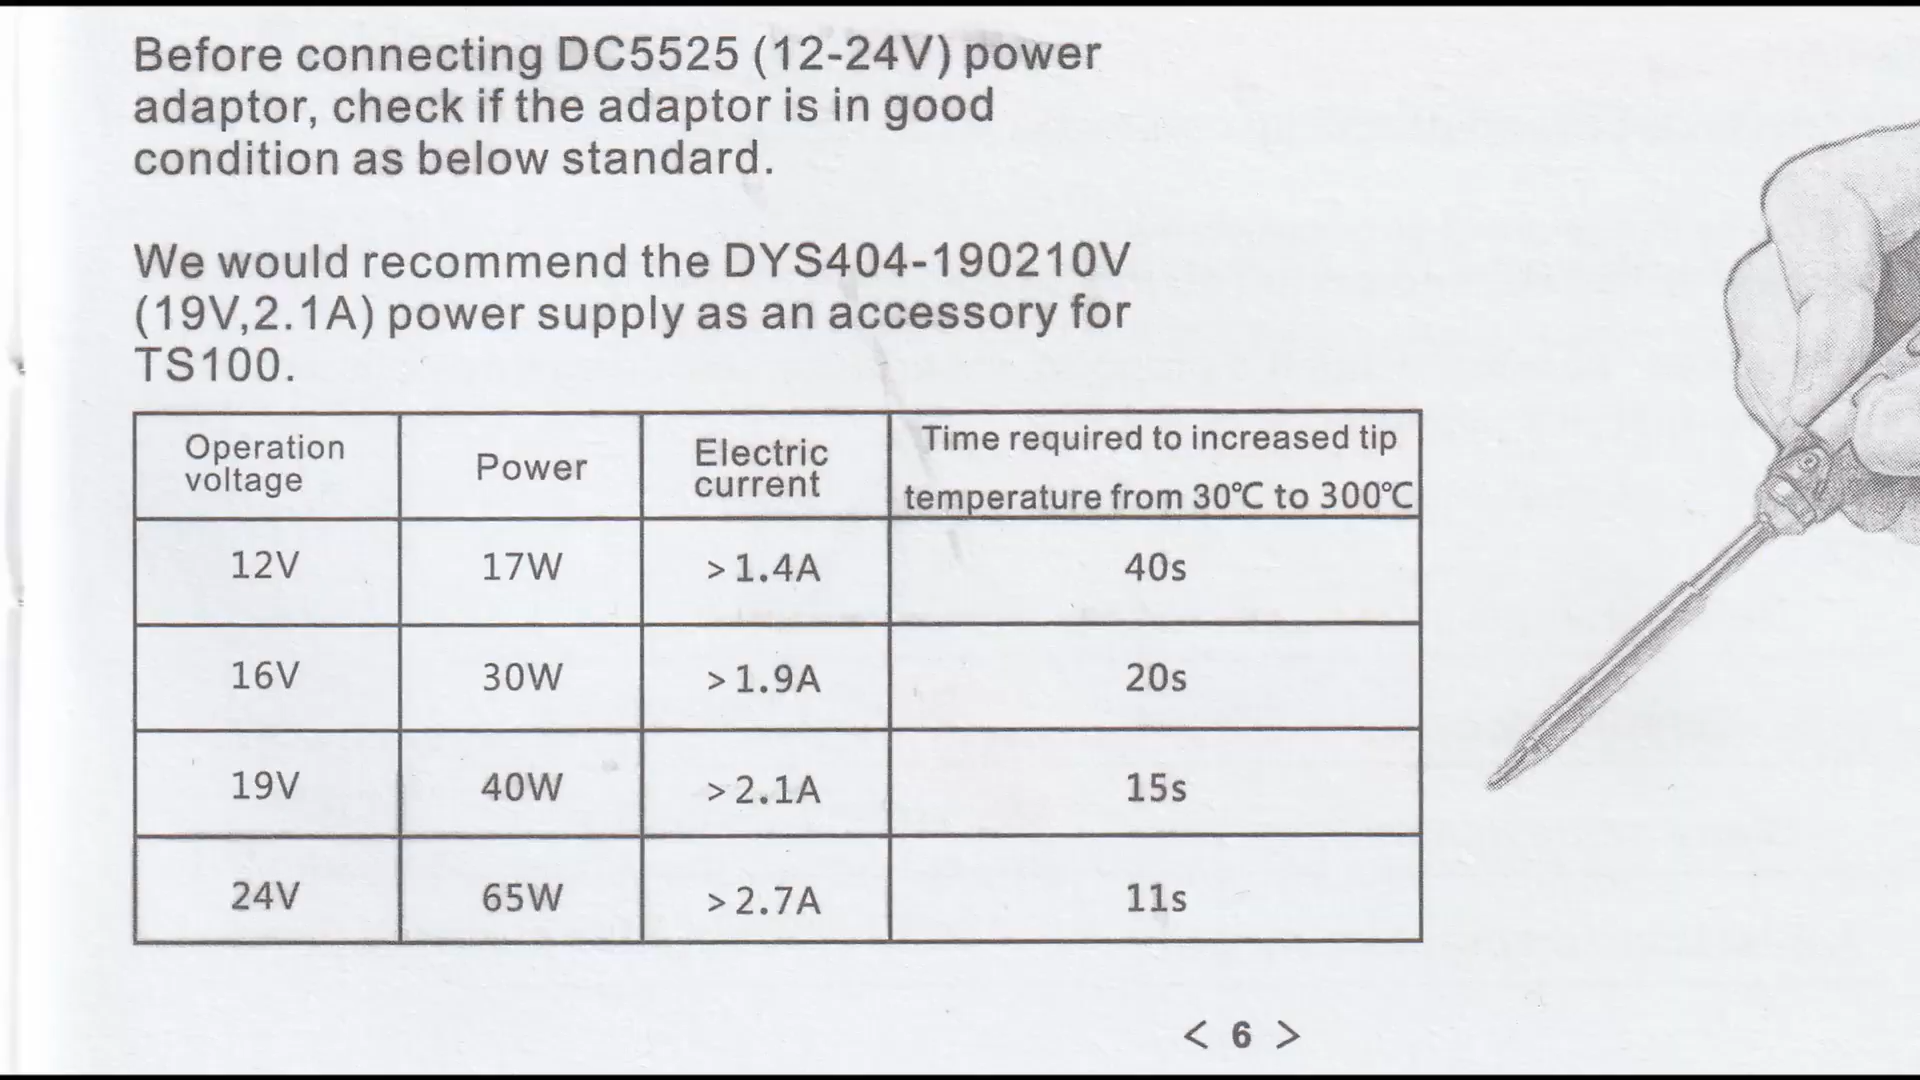 Before connecting DC5525 (12-24V) power
adaptor, check if the adaptor is in good
condition as below standard.
We would recommend the DYS404-190210V
(19V,2.1A) power supply as an accessory for
TS100.
Operation voltage Power Electric current Time required to increased tip temperature from 30℃ to 300℃
12V 17W >1.4A 40s
16V 30W >1.9A 20s
19V 40W >2.1A 15s
24V 65W >2.7A 11s
< 6 >